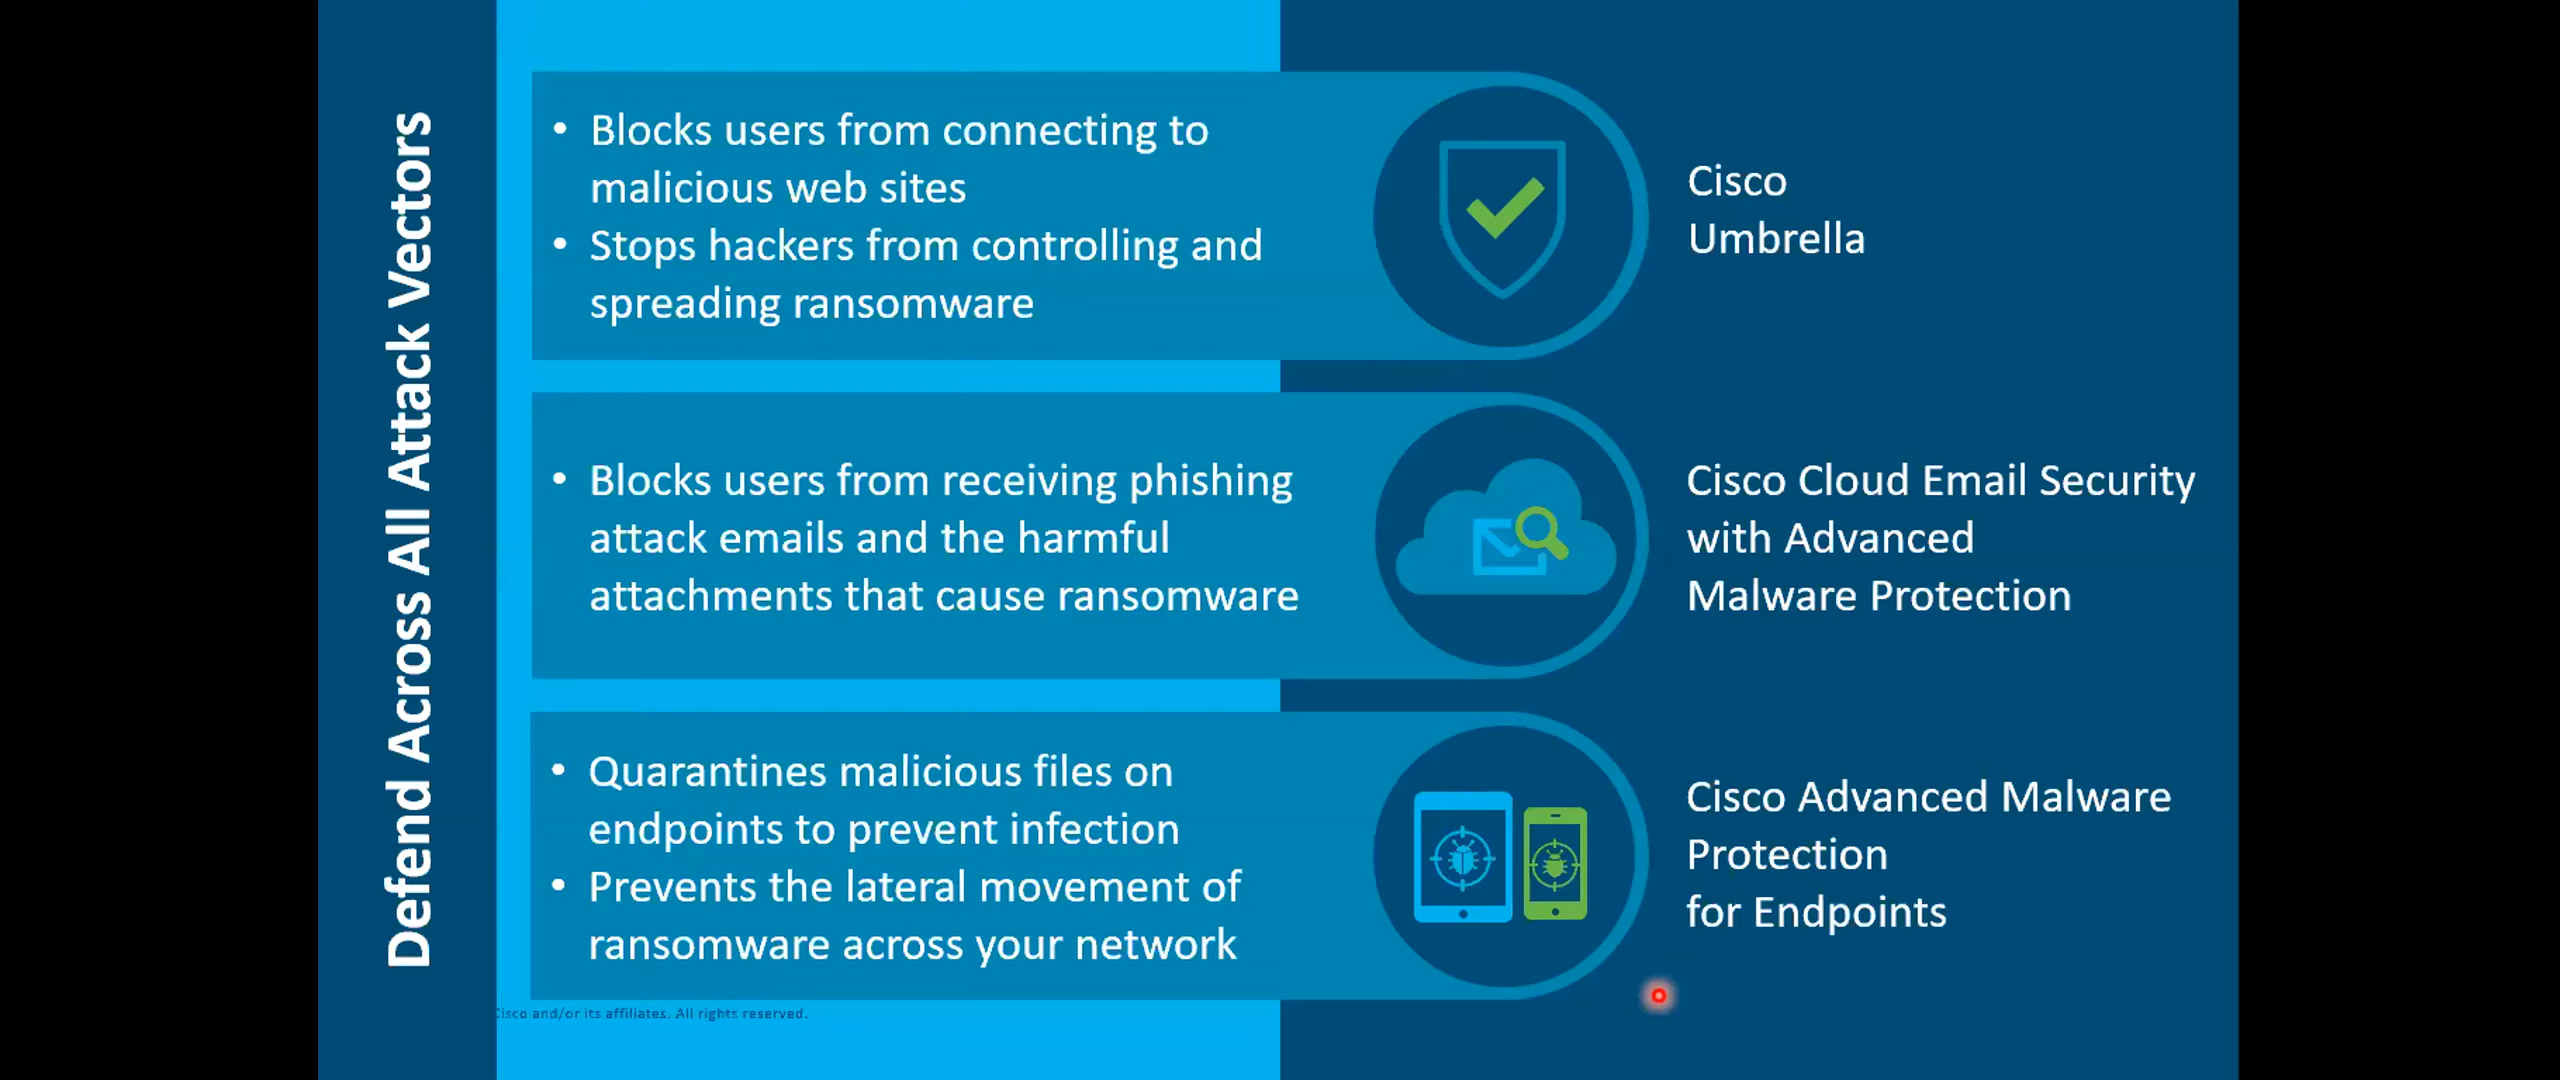 Defend Across All Attack Vectors
• Blocks users from connecting to
malicious web sites
• Stops hackers from controlling and
spreading ransomware
Cisco
Umbrella
• Blocks users from receiving phishing
attack emails and the harmful
attachments that cause ransomware
Cisco Cloud Email Security
with Advanced
Malware Protection
• Quarantines malicious files on
endpoints to prevent infection
• Prevents the lateral movement of
ransomware across your network
Cisco Advanced Malware
Protection
for Endpoints
Cisco and/or its affiliates. All rights reserved.